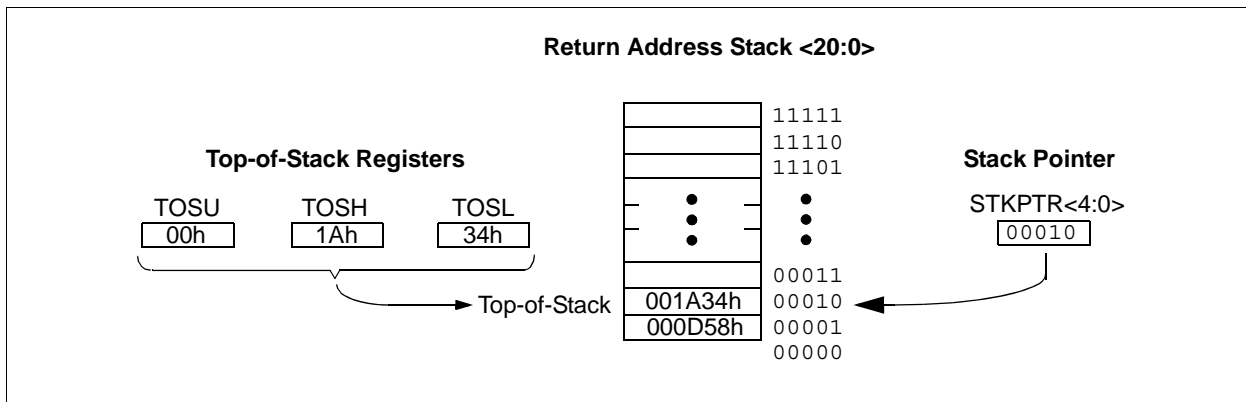 Return Address Stack <20:0>
11111
11110
11101
Top-of-Stack Registers
Stack Pointer
TOSU TOSH TOSL
STKPTR<4:0>
00h 1Ah 34h
00010
00011
Top-of-Stack 001A34h 00010
000D58h 00001
00000